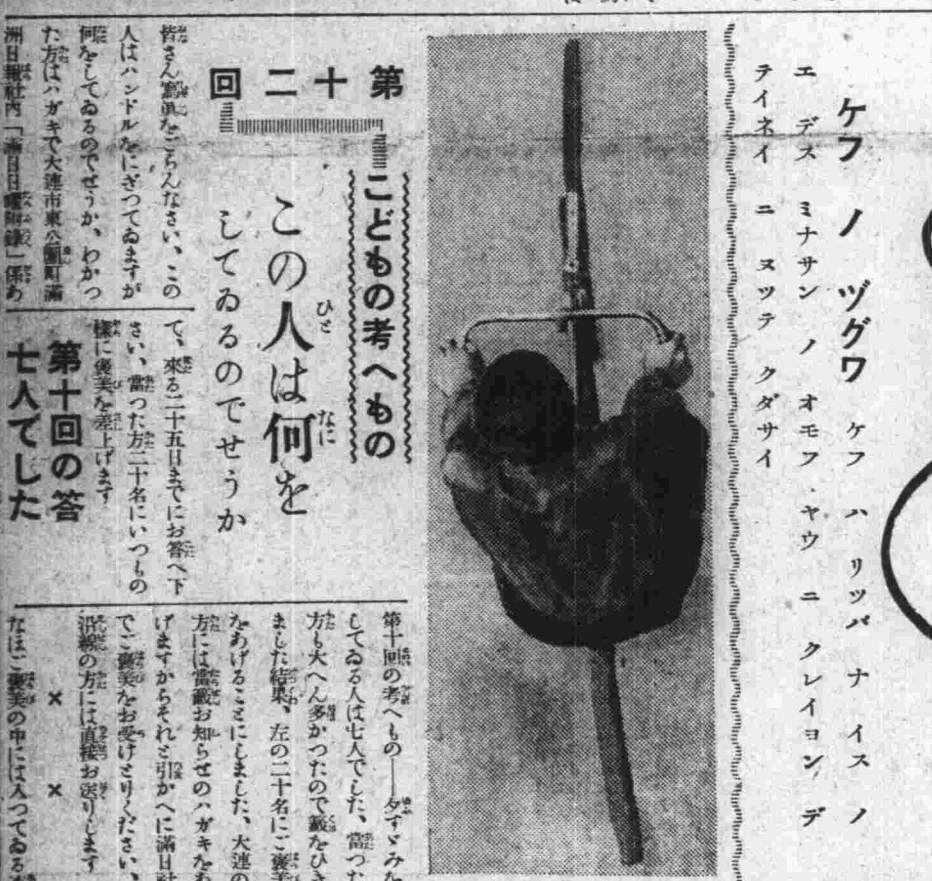 ケフノヅグワ
ケフ ハ リツパ ナ イス ノ
エ デス ミナサン ノ オモフ ヤウ ニ クレイヨン デ
テイネイ ニ ヌツテ クダサイ
第十二回
こどもの考へもの
この人は何を
してゐるのでせうか
皆さん寫眞をごらんなさい、この
人はハンドルをにぎつてゐますが
何をしてゐるのでせうか、わかつ
た方はハガキで大連市東公園町滿
洲日報社内「滿日日曜附録」係あ
て、來る二十五日までにお答へ下
さい、當つた方二十名にいつもの
樣に褒美を差上げます
第十回の答
七人でした
第十回の考へもの――夕すゞみを
してゐる人は七人でした、當つた
方も大へん多かつたので籤をひき
ました結果、左の二十名にご褒美
をあげることにしました、大連の
方には當籤お知らせのハガキをあ
げますからそれと引かへに滿日社
でご褒美をお受けとりください、
沿線の方には直接お送りします
× ×
なほご褒美の中には入つてゐる